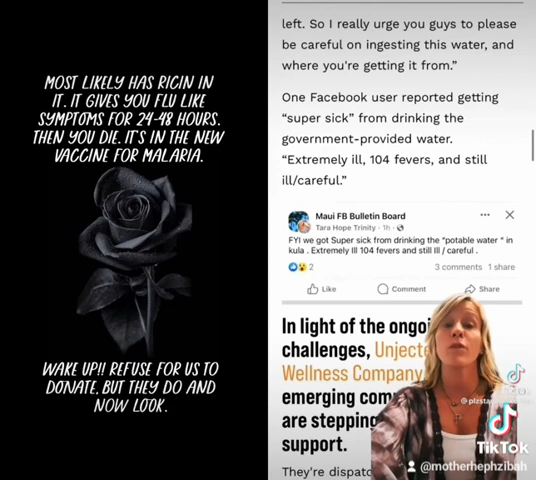 MOST LIKELY HAS RICIN IN
IT. IT GIVES YOU FLU LIKE
SYMPTOMS FOR 24-48 HOURS.
THEN YOU DIE. IT'S IN THE NEW
VACCINE FOR MALARIA.
WAKE UP!! REFUSE FOR US TO
DONATE, BUT THEY DO AND
NOW LOOK.
left. So I really urge you guys to please
be careful on ingesting this water, and
where you're getting it from."
One Facebook user reported getting
"super sick" from drinking the
government-provided water.
"Extremely ill, 104 fevers, and still
ill/careful."
Maui FB Bulletin Board
Tara Hope Trinity · 1h ·
FYI we got Super sick from drinking the "potable water " in
kula . Extremely Ill 104 fevers and still Ill / careful .
2
3 comments 1 share
Like
Comment
Share
In light of the
challenges,
Wellness Company
emerging
are stepping
support.
They're
TikTok
@motherhephzibah